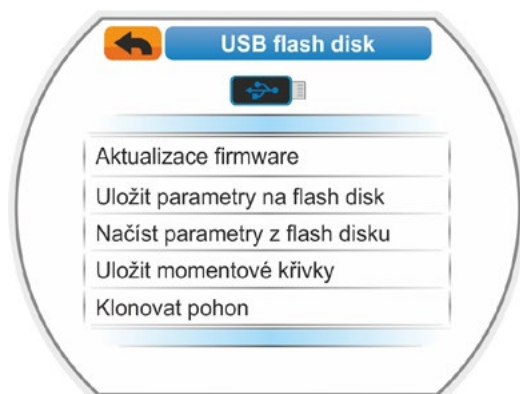 USB flash disk
Aktualizace firmware
Uložit parametry na flash disk
Načíst parametry z flash disku
Uložit momentové křivky
Klonovat pohon